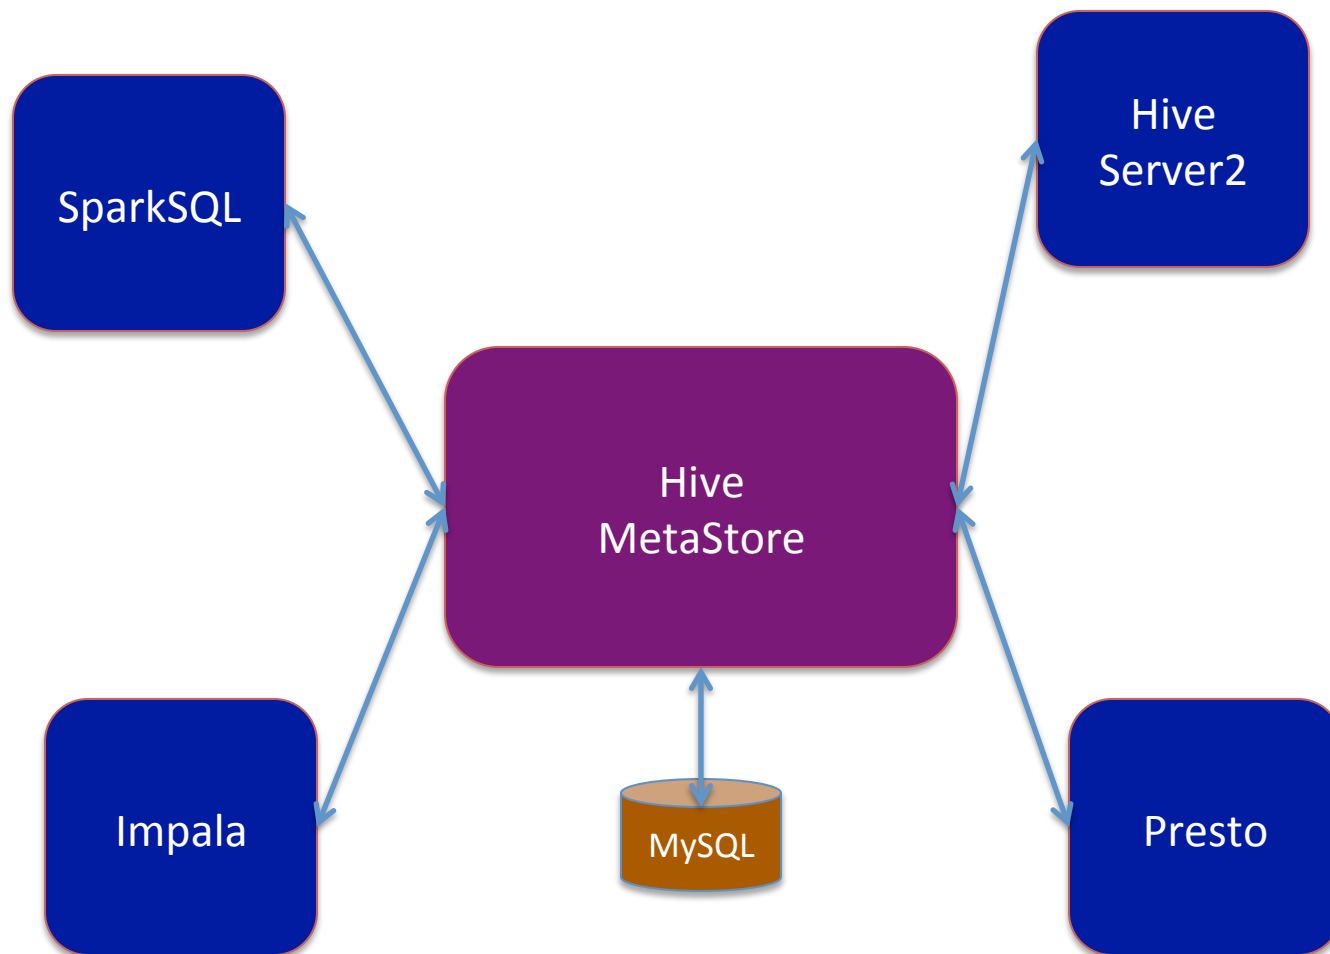 Hive
Server2
SparkSQL
Hive
MetaStore
Impala
MySQL
Presto